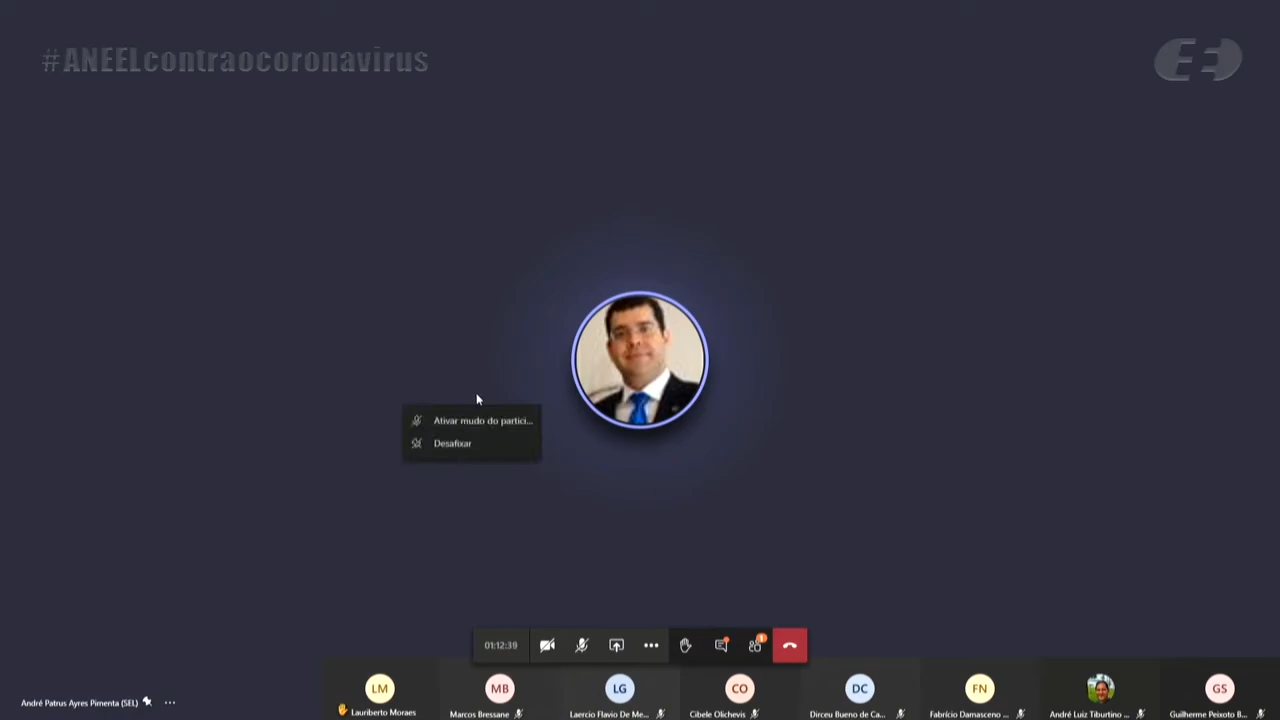 #ANEELcontraocoronavirus
Ativar mudo do partici...
Desafixar
01:12:39
1
LM
MB
LG
CO
DC
FN
GS
André Patrus Ayres Pimenta (SEL)
Lauriberto Moraes
Marcos Bressane
Laercio Flavio De Me...
Cibele Olichevis
Dirceu Bueno de Ca...
Fabrício Damasceno ...
André Luiz Tiburtino ...
Guilherme Peixoto B...